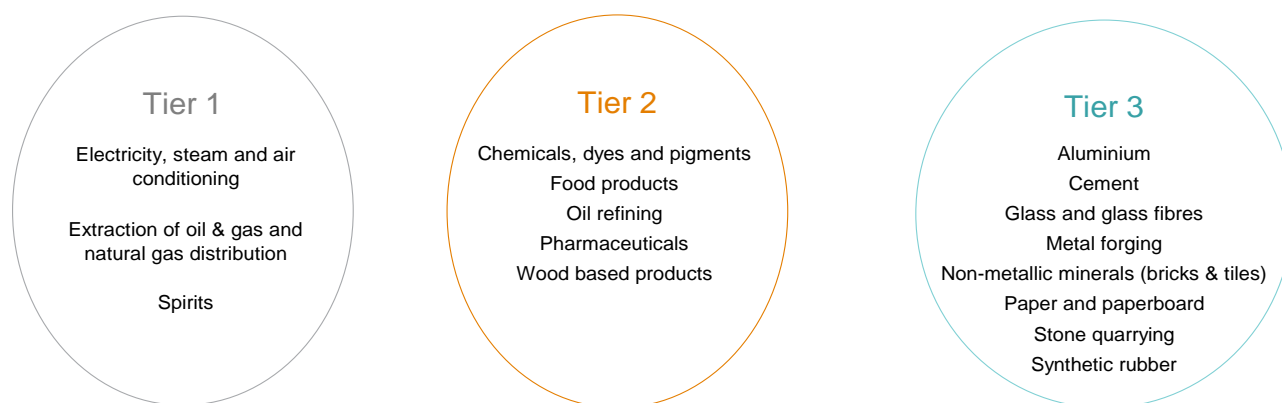 Tier 1
Electricity, steam and air
conditioning
Extraction of oil & gas and
natural gas distribution
Spirits
Tier 2
Chemicals, dyes and pigments
Food products
Oil refining
Pharmaceuticals
Wood based products
Tier 3
Aluminium
Cement
Glass and glass fibres
Metal forging
Non-metallic minerals (bricks & tiles)
Paper and paperboard
Stone quarrying
Synthetic rubber